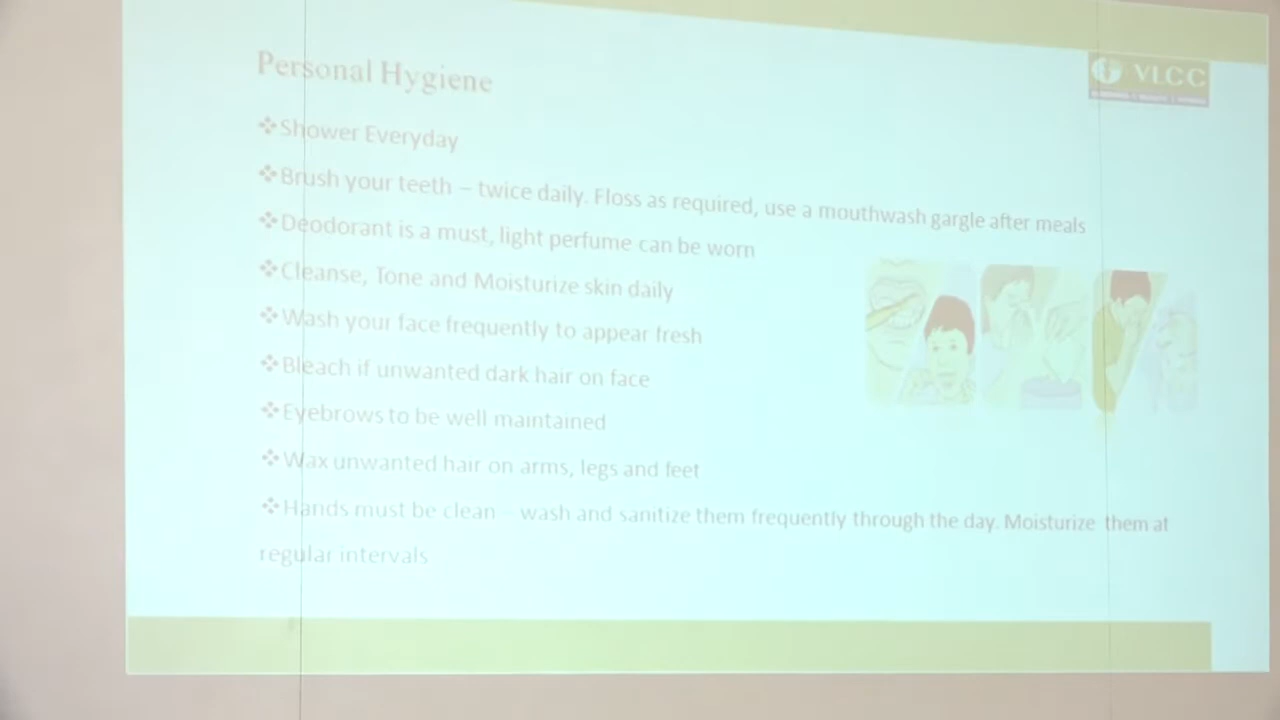 Personal Hygiene
VLCC
❖Shower Everyday
❖Brush your teeth – twice daily. Floss as required, use a mouthwash gargle after meals
❖Deodorant is a must, light perfume can be worn
❖Cleanse, Tone and Moisturize skin daily
❖Wash your face frequently to appear fresh
❖Bleach if unwanted dark hair on face
❖Eyebrows to be well maintained
❖Wax unwanted hair on arms, legs and feet
❖Hands must be clean – wash and sanitize them frequently through the day. Moisturize them at
regular intervals